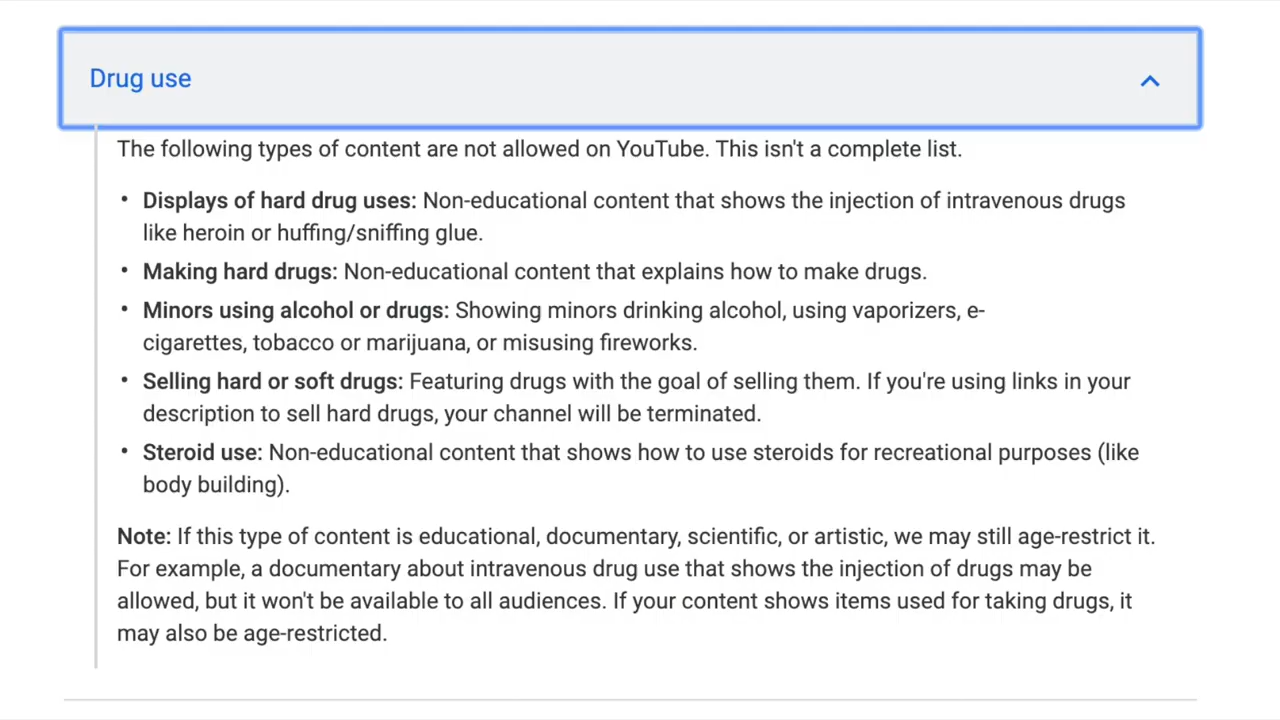 Drug use
The following types of content are not allowed on YouTube. This isn't a complete list.
• Displays of hard drug uses: Non-educational content that shows the injection of intravenous drugs
like heroin or huffing/sniffing glue.
• Making hard drugs: Non-educational content that explains how to make drugs.
• Minors using alcohol or drugs: Showing minors drinking alcohol, using vaporizers, e-
cigarettes, tobacco or marijuana, or misusing fireworks.
• Selling hard or soft drugs: Featuring drugs with the goal of selling them. If you're using links in your
description to sell hard drugs, your channel will be terminated.
• Steroid use: Non-educational content that shows how to use steroids for recreational purposes (like
body building).
Note: If this type of content is educational, documentary, scientific, or artistic, we may still age-restrict it.
For example, a documentary about intravenous drug use that shows the injection of drugs may be
allowed, but it won't be available to all audiences. If your content shows items used for taking drugs, it
may also be age-restricted.